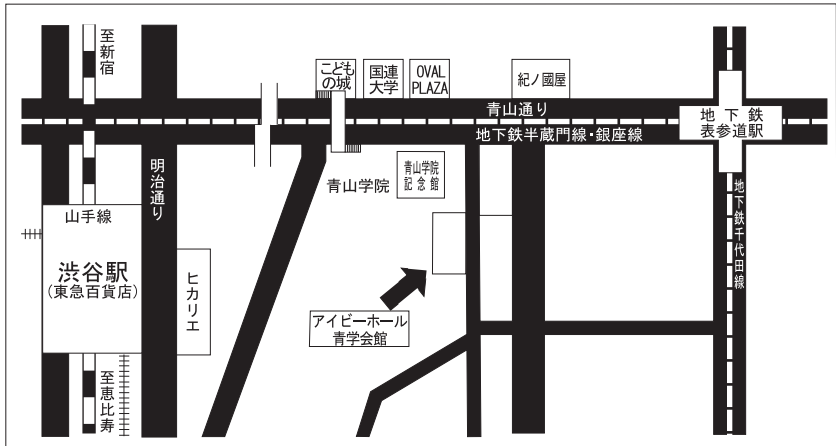 至新宿
こども
の城
国連
大学
OVAL
PLAZA
紀ノ國屋
青山通り
地下鉄半蔵門線・銀座線
地下鉄
表参道駅
明治通り
青山学院
青山学院
記念館
地下鉄千代田線
山手線
渋谷駅
(東急百貨店)
ヒカリエ
アイビーホール
青学会館
至恵比寿